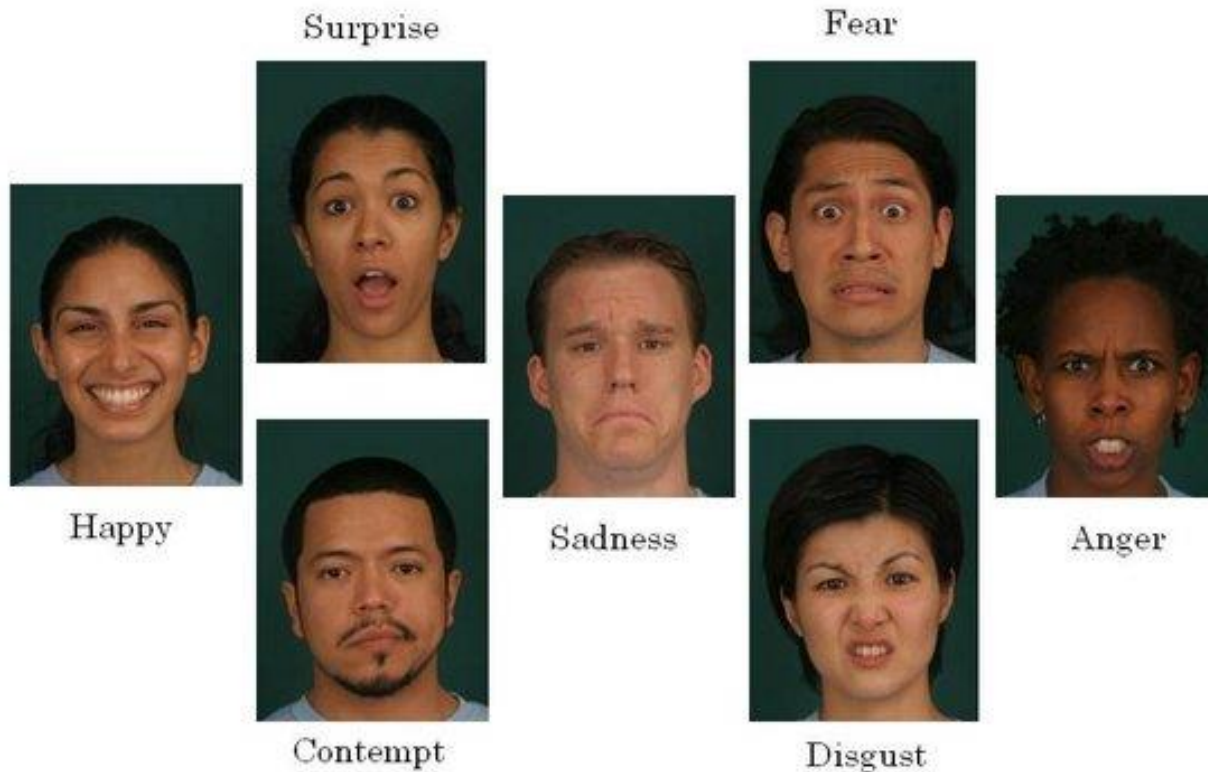 Surprise
Fear
Happy
Sadness
Anger
Contempt
Disgust